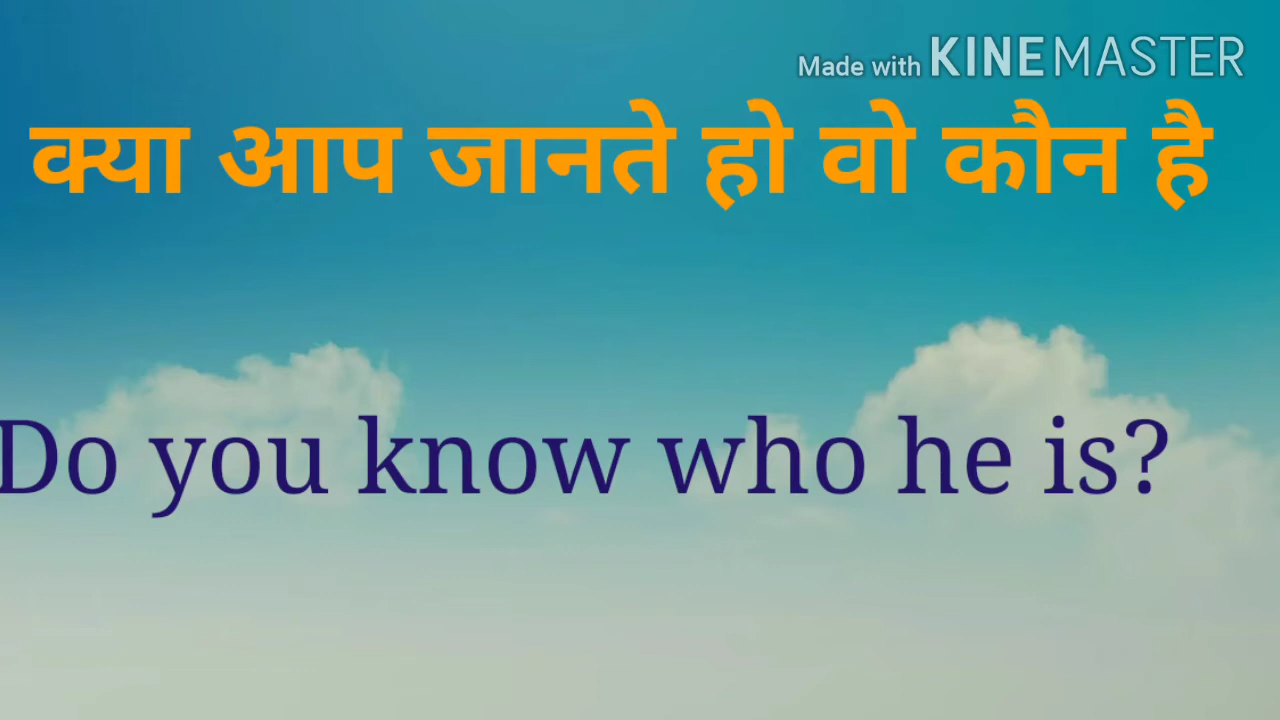 Made with KINEMASTER
क्या आप जानते हो वो कौन है
Do you know who he is?